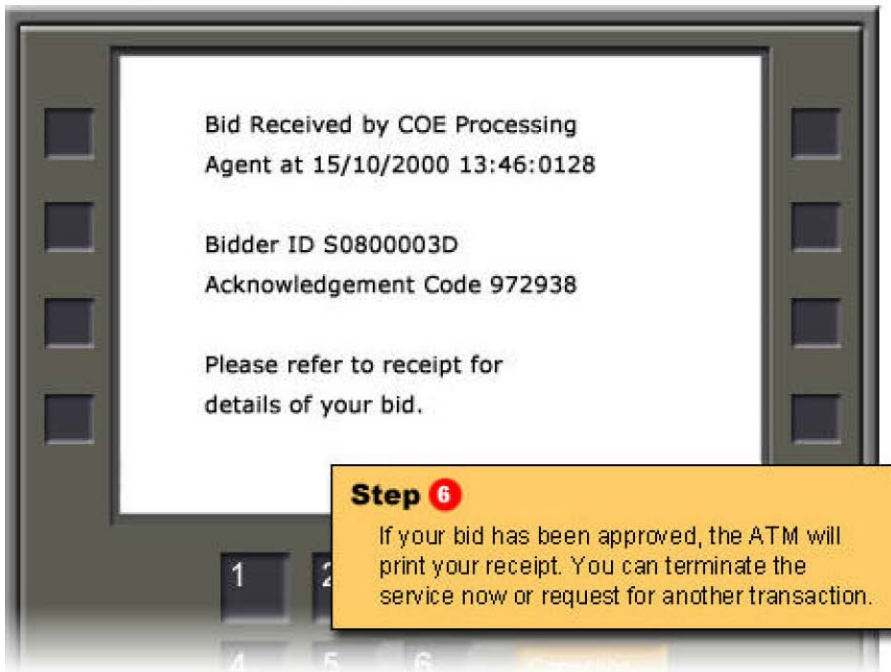 Bid Received by COE Processing
Agent at 15/10/2000 13:46:0128
Bidder ID S0800003D
Acknowledgement Code 972938
Please refer to receipt for
details of your bid.
Step 6
If your bid has been approved, the ATM will
print your receipt. You can terminate the
service now or request for another transaction.
1 2
4 5 6